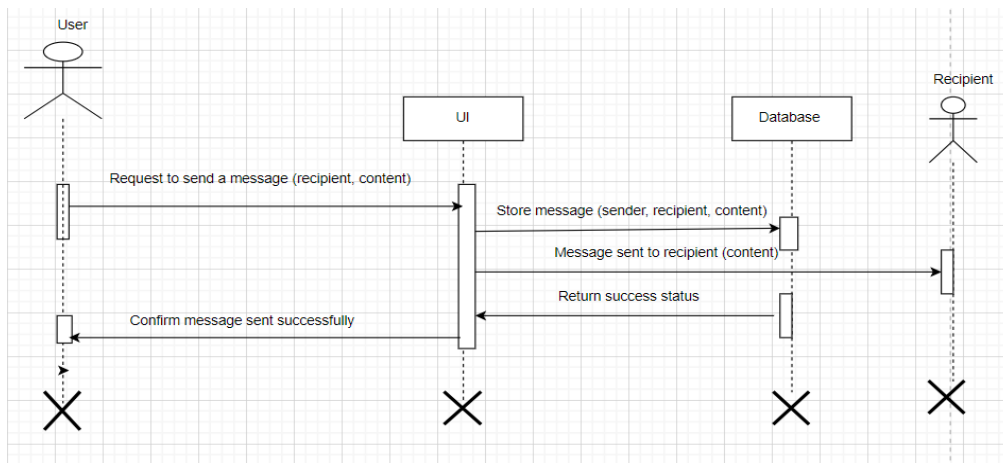 User
Recipient
UI
Database
Request to send a message (recipient, content)
Store message (sender, recipient, content)
Message sent to recipient (content)
Return success status
Confirm message sent successfully